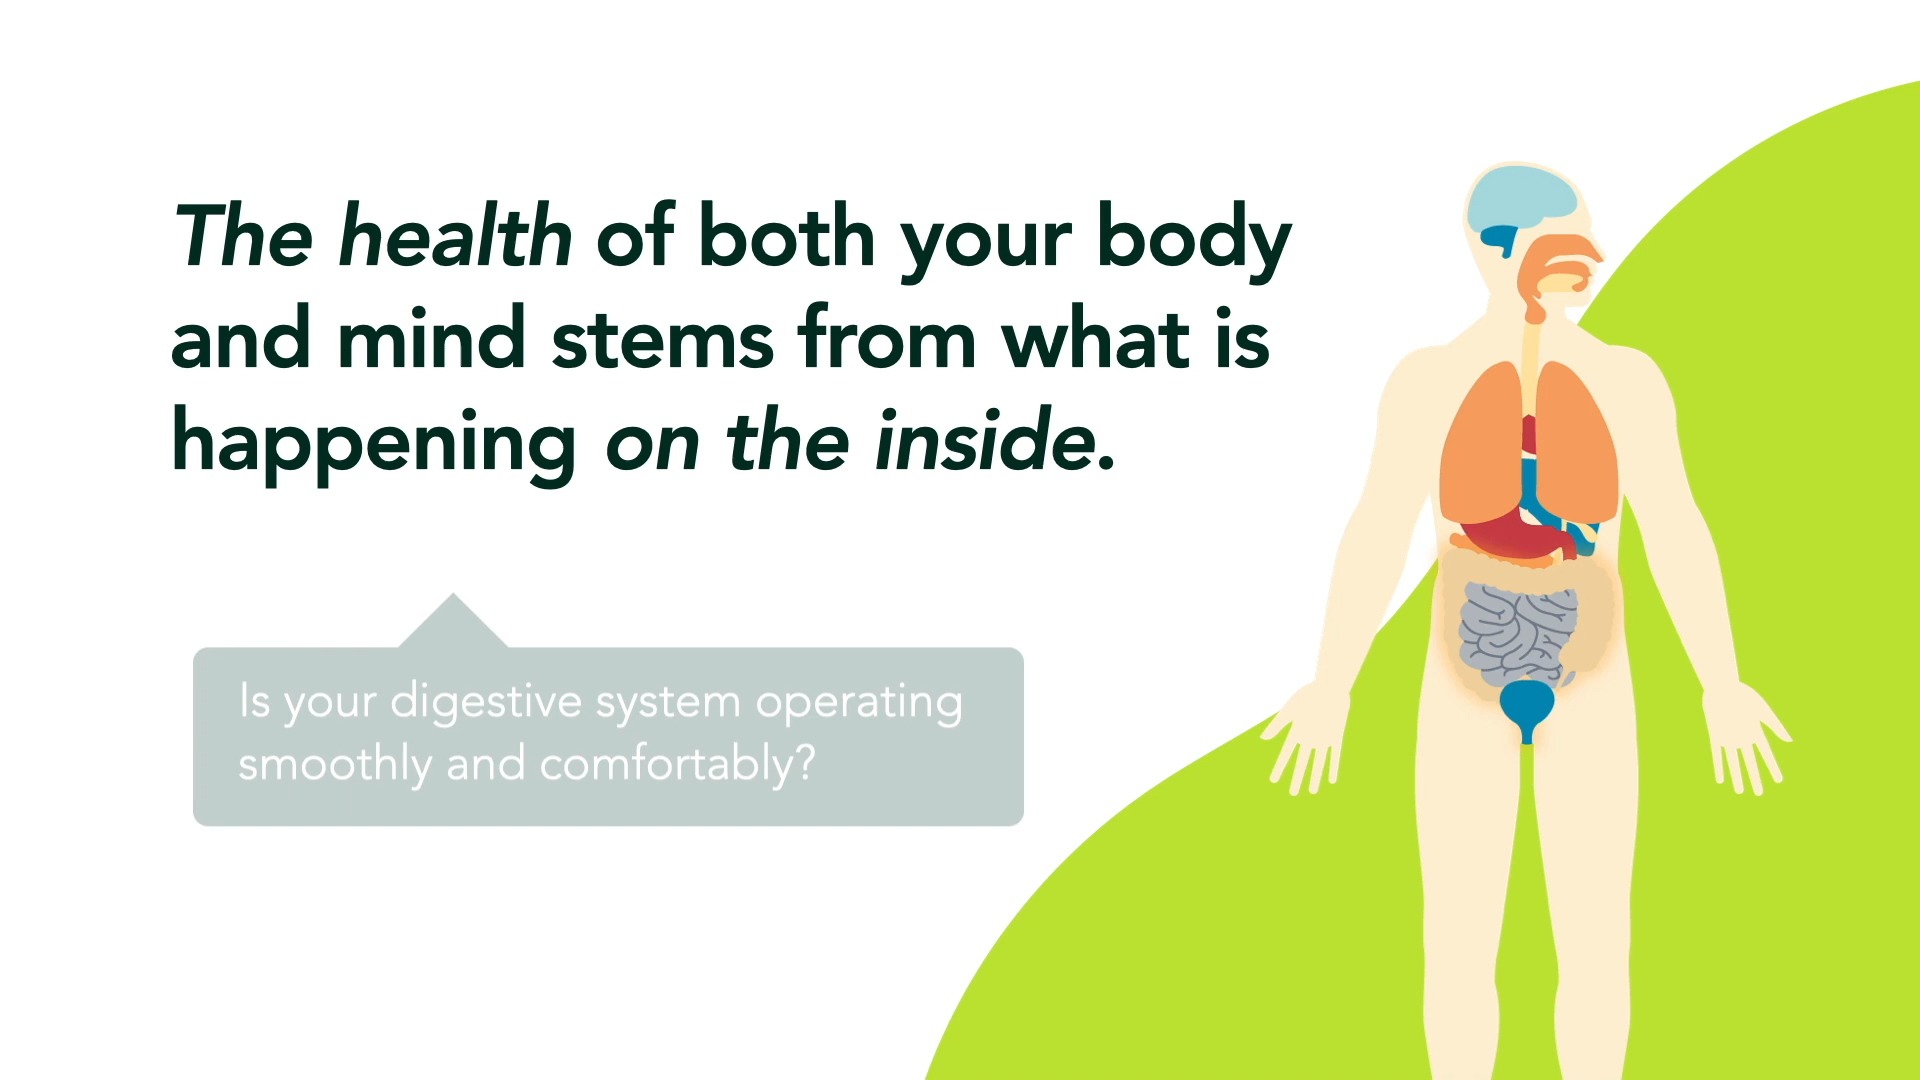 The health of both your body
and mind stems from what is
happening on the inside.
Is your digestive system operating
smoothly and comfortably?